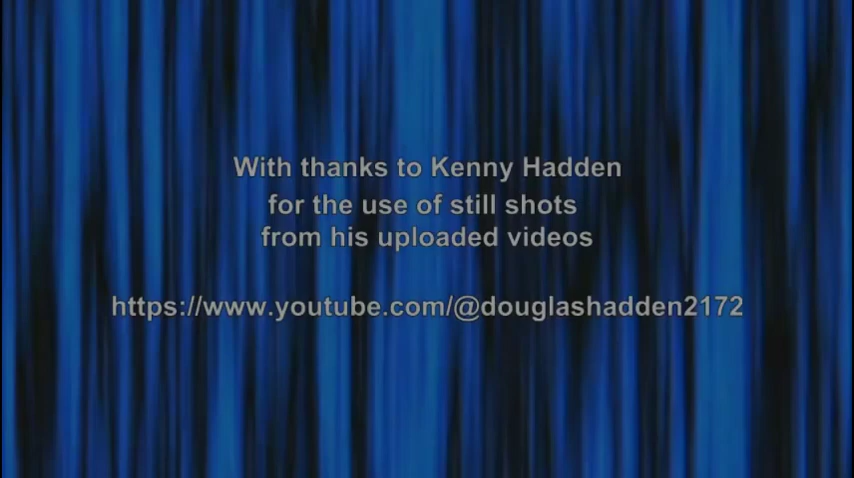 With thanks to Kenny Hadden
for the use of still shots
from his uploaded videos
https://www.youtube.com/@douglashadden2172